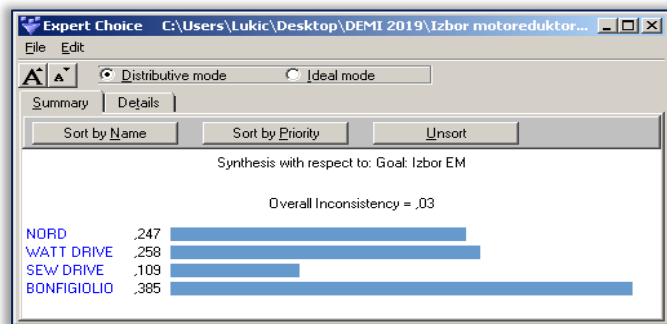 Expert Choice C:\Users\Lukic\Desktop\DEMI 2019\Izbor motoreduktor...
File Edit
A A Distributive mode Ideal mode
Summary Details
Sort by Name Sort by Priority Unsort
Synthesis with respect to: Goal: Izbor EM
Overall Inconsistency = ,03
NORD ,247
WATT DRIVE ,258
SEW DRIVE ,109
BONFIGIOLIO ,385